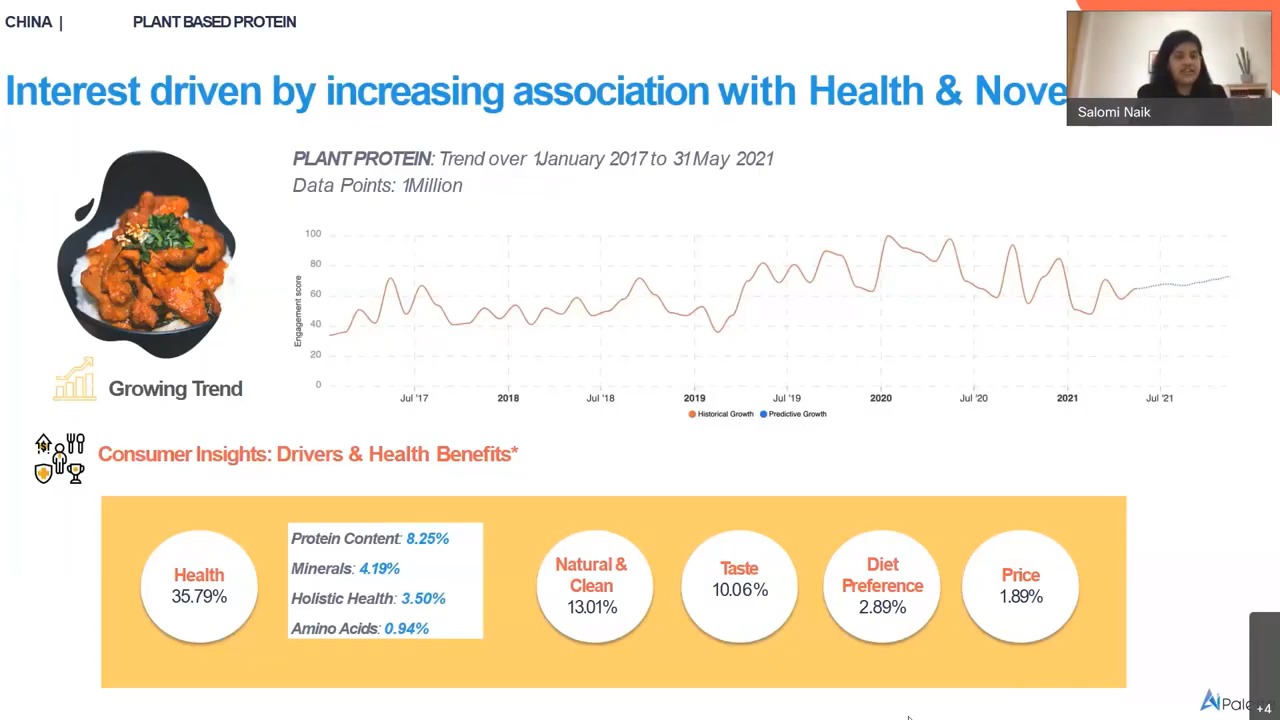 CHINA | PLANT BASED PROTEIN
Interest driven by increasing association with Health & Nove
Salomi Naik
PLANT PROTEIN: Trend over 1January 2017 to 31May 2021
Data Points: 1Million
Engagement score
100
80
60
40
20
0
Jul '17 2018 Jul '18 2019 Jul '19 2020 Jul '20 2021 Jul '21
Historical Growth Predictive Growth
Growing Trend
Consumer Insights: Drivers & Health Benefits*
Health
35.79%
Protein Content: 8.25%
Minerals: 4.19%
Holistic Health: 3.50%
Amino Acids: 0.94%
Natural &
Clean
13.01%
Taste
10.06%
Diet
Preference
2.89%
Price
1.89%
+4